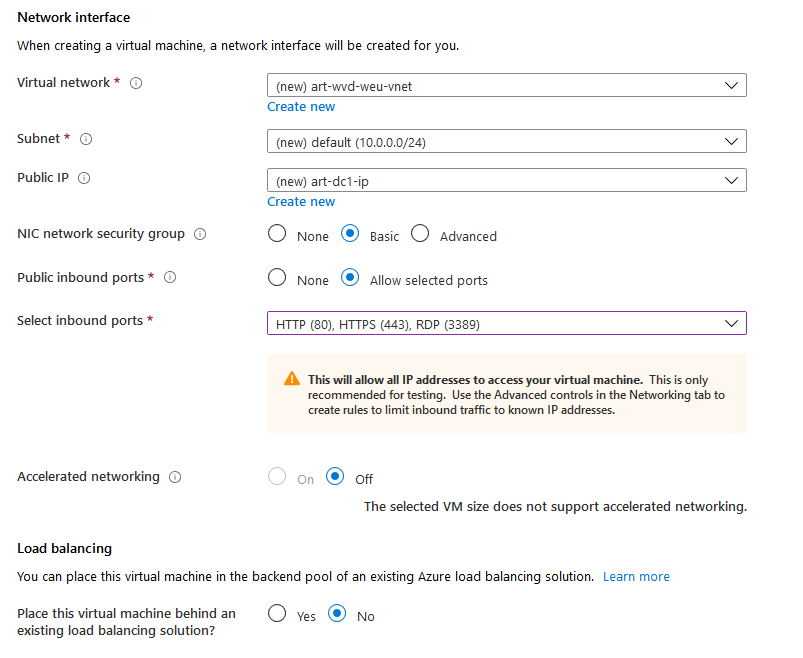 Network interface
When creating a virtual machine, a network interface will be created for you.
Virtual network *
(new) art-wvd-weu-vnet
Create new
Subnet *
(new) default (10.0.0.0/24)
Public IP
(new) art-dc1-ip
Create new
NIC network security group
None Basic Advanced
Public inbound ports *
None Allow selected ports
Select inbound ports *
HTTP (80), HTTPS (443), RDP (3389)
This will allow all IP addresses to access your virtual machine. This is only
recommended for testing. Use the Advanced controls in the Networking tab to
create rules to limit inbound traffic to known IP addresses.
Accelerated networking
On Off
The selected VM size does not support accelerated networking.
Load balancing
You can place this virtual machine in the backend pool of an existing Azure load balancing solution. Learn more
Place this virtual machine behind an
existing load balancing solution?
Yes No